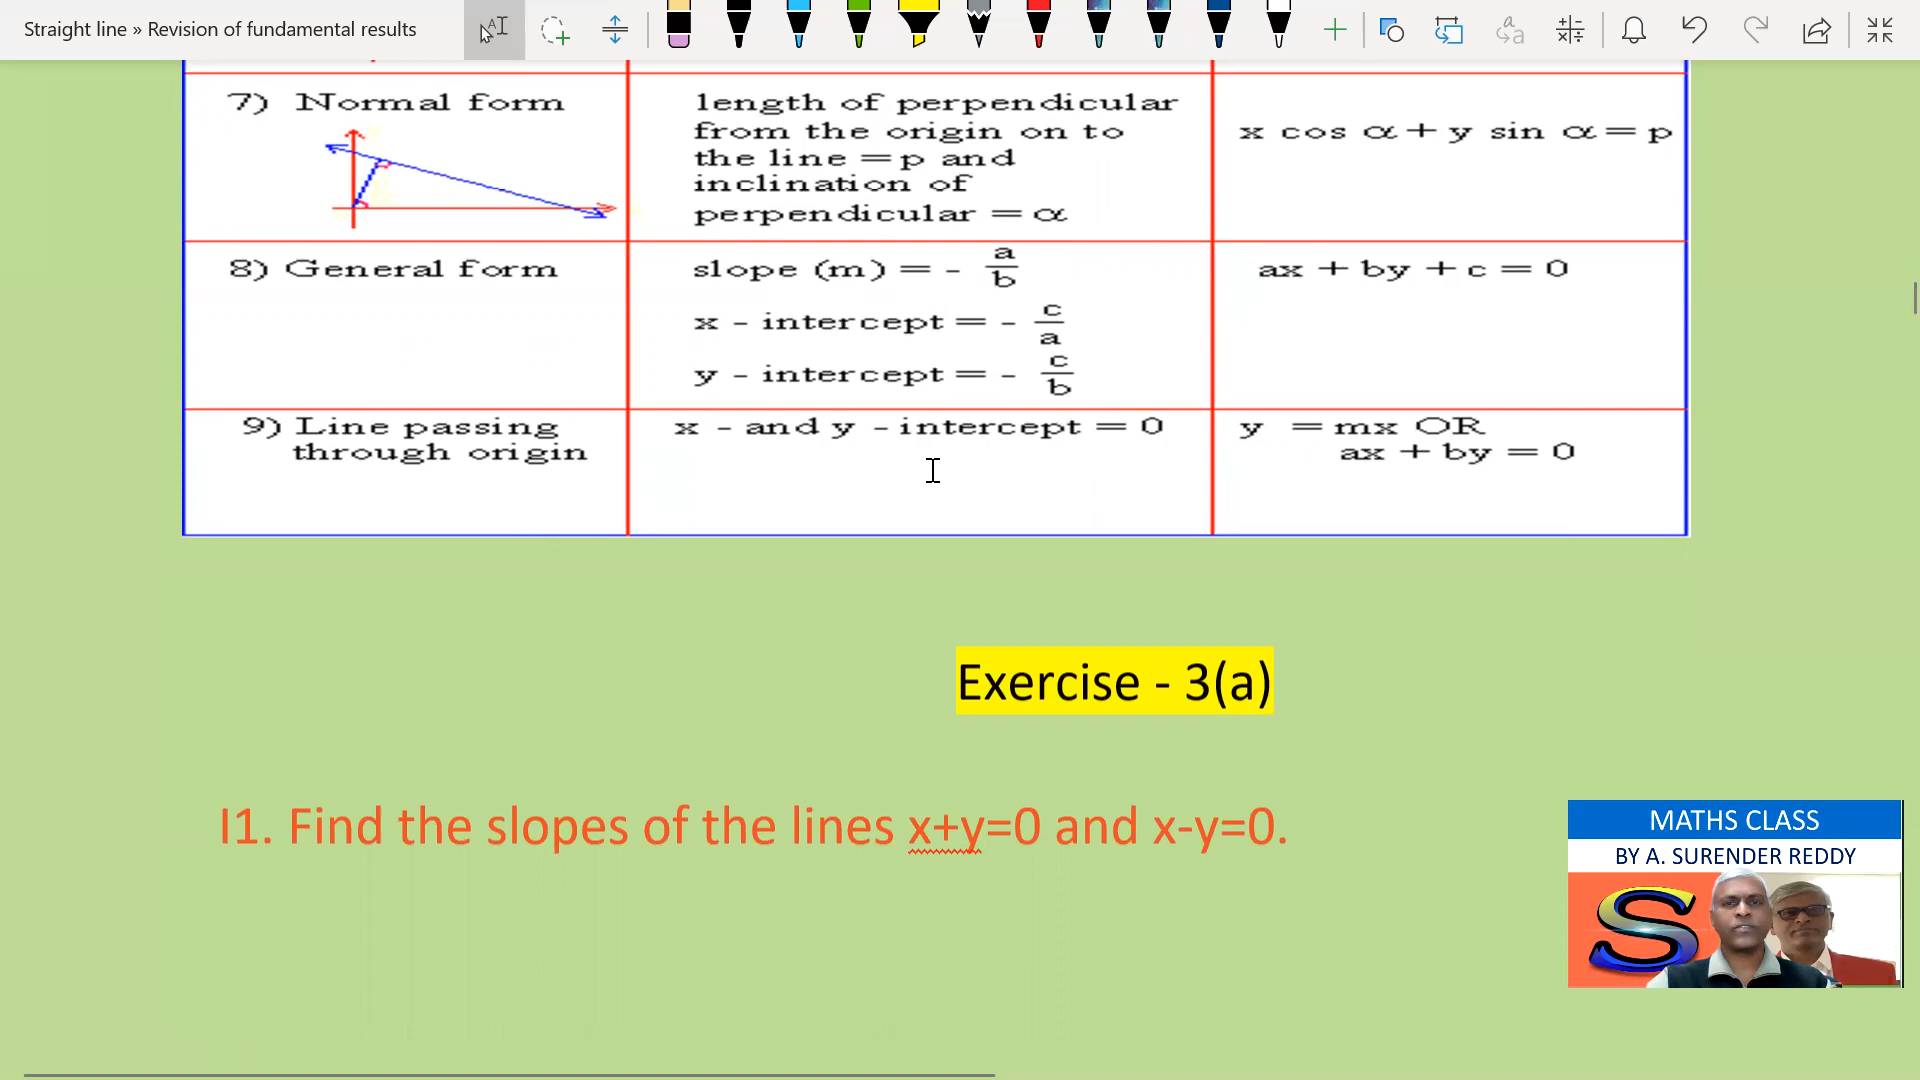 Straight line » Revision of fundamental results
7) Normal form
length of perpendicular
from the origin on to
the line = p and
inclination of
perpendicular = α
x cos α + y sin α = p
8) General form
slope (m) = - a/b
x - intercept = - c/a
y - intercept = - c/b
ax + by + c = 0
9) Line passing
through origin
x - and y - intercept = 0
y = mx OR
ax + by = 0
Exercise - 3(a)
I1. Find the slopes of the lines x+y=0 and x-y=0.
MATHS CLASS
BY A. SURENDER REDDY
S